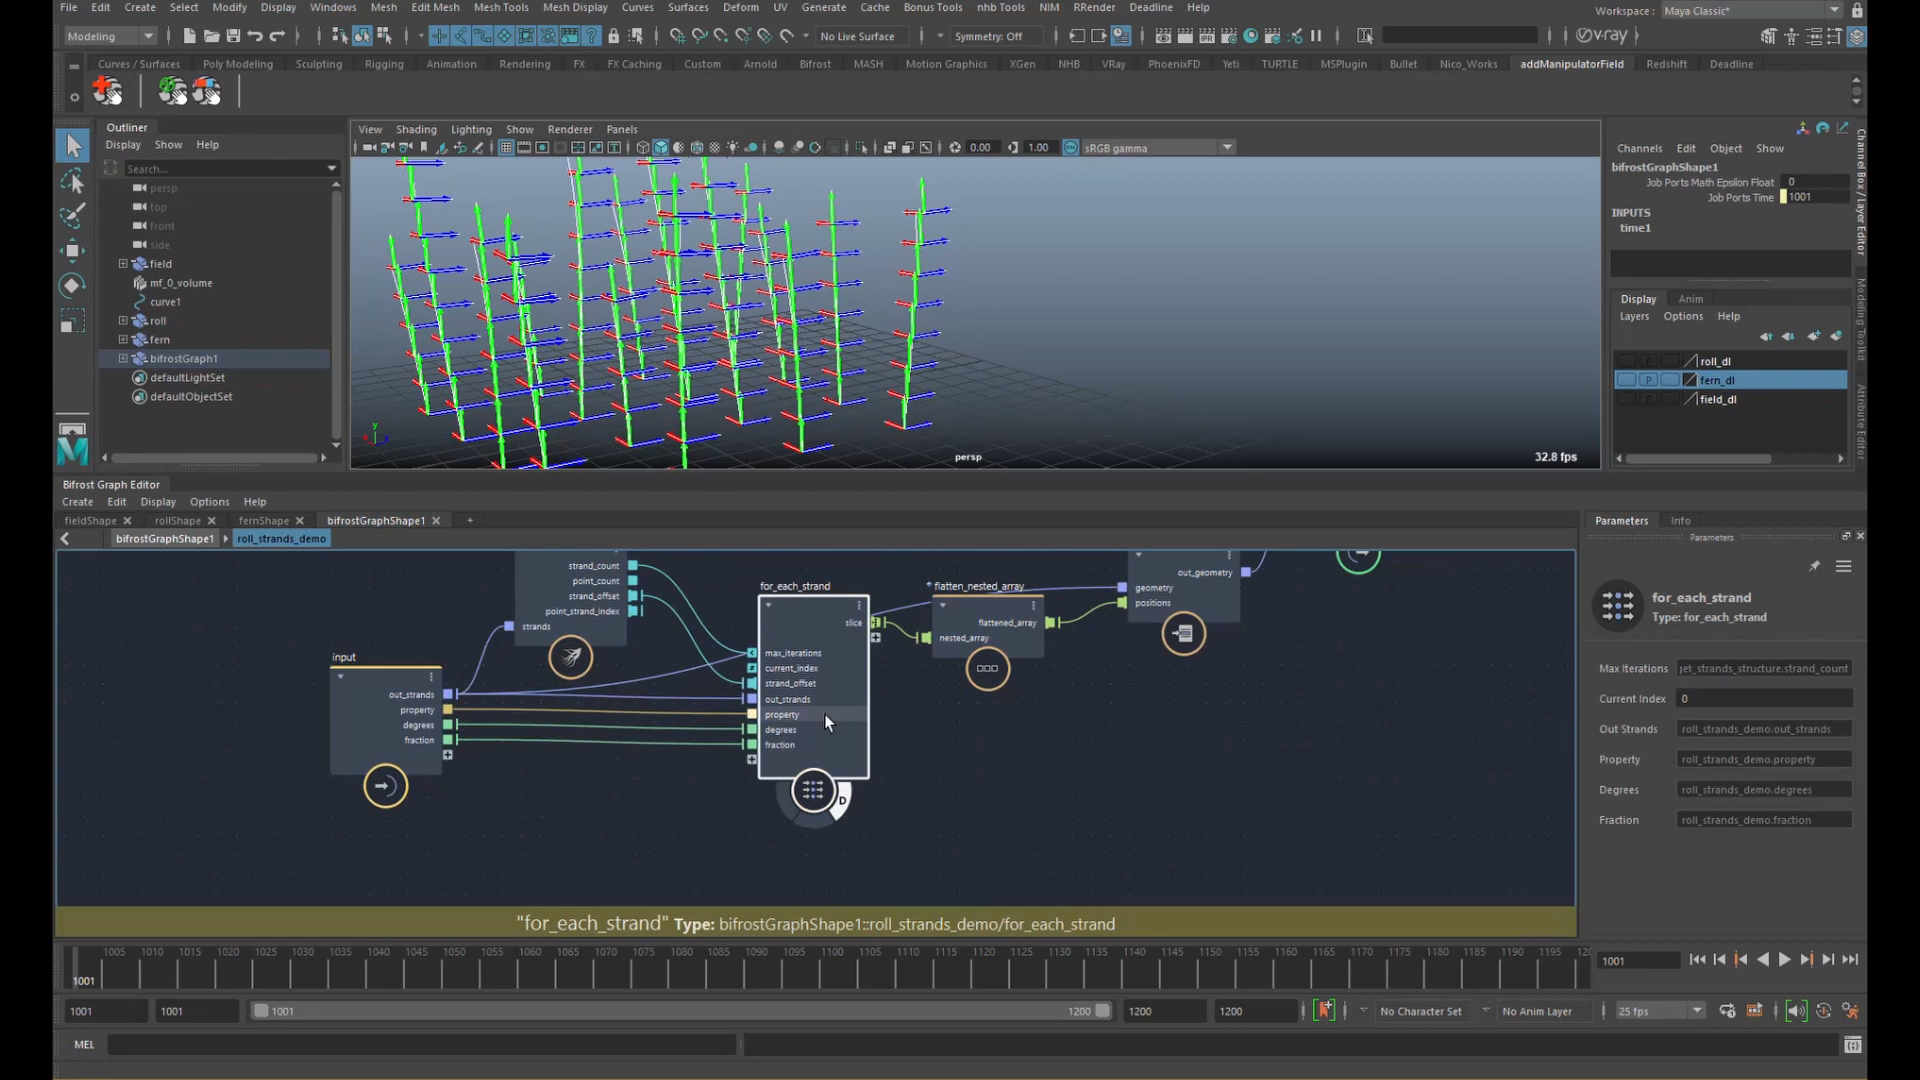 File Edit Create Select Modify Display Windows Mesh Edit Mesh Mesh Tools Mesh Display Curves Surfaces Deform UV Generate Cache Bonus Tools nhb Tools NIM RRender Deadline Help
Workspace : Maya Classic*
Modeling
No Live Surface
Symmetry: Off
v-ray
Curves / Surfaces Poly Modeling Sculpting Rigging Animation Rendering FX FX Caching Custom Arnold Bifrost MASH Motion Graphics XGen NHB VRay PhoenixFD Yeti TURTLE MSPlugin Bullet Nico_Works addManipulatorField Redshift Deadline
Outliner
Display Show Help
Search...
persp
top
front
side
field
mf_0_volume
curve1
roll
fern
bifrostGraph1
defaultLightSet
defaultObjectSet
View Shading Lighting Show Renderer Panels
0.00
1.00
sRGB gamma
y
persp
32.8 fps
Channels Edit Object Show
bifrostGraphShape1
Job Ports Math Epsilon Float 0
Job Ports Time 1001
INPUTS
time1
Display Anim
Layers Options Help
roll_dl
P fern_dl
field_dl
Channel Box / Layer Editor
Modeling Toolkit
Attribute Editor
Bifrost Graph Editor
Create Edit Display Options Help
fieldShape rollShape fernShape bifrostGraphShape1 +
bifrostGraphShape1 roll_strands_demo
strand_count
point_count
strand_offset
point_strand_index
strands
input
out_strands
property
degrees
fraction
for_each_strand
slice
max_iterations
current_index
strand_offset
out_strands
property
degrees
fraction
D
flatten_nested_array
flattened_array
nested_array
out_geometry
geometry
positions
"for_each_strand" Type: bifrostGraphShape1::roll_strands_demo/for_each_strand
Parameters Info
Parameters
for_each_strand
Type: for_each_strand
Max Iterations get_strands_structure.strand_count
Current Index 0
Out Strands roll_strands_demo.out_strands
Property roll_strands_demo.property
Degrees roll_strands_demo.degrees
Fraction roll_strands_demo.fraction
1005 1010 1015 1020 1025 1030 1035 1040 1045 1050 1055 1060 1065 1070 1075 1080 1085 1090 1095 1100 1105 1110 1115 1120 1125 1130 1135 1140 1145 1150 1155 1160 1165 1170 1175 1180 1185 1190 1195
1001
1001
1001 1001 1001 1200 1200 1200 No Character Set No Anim Layer 25 fps
MEL